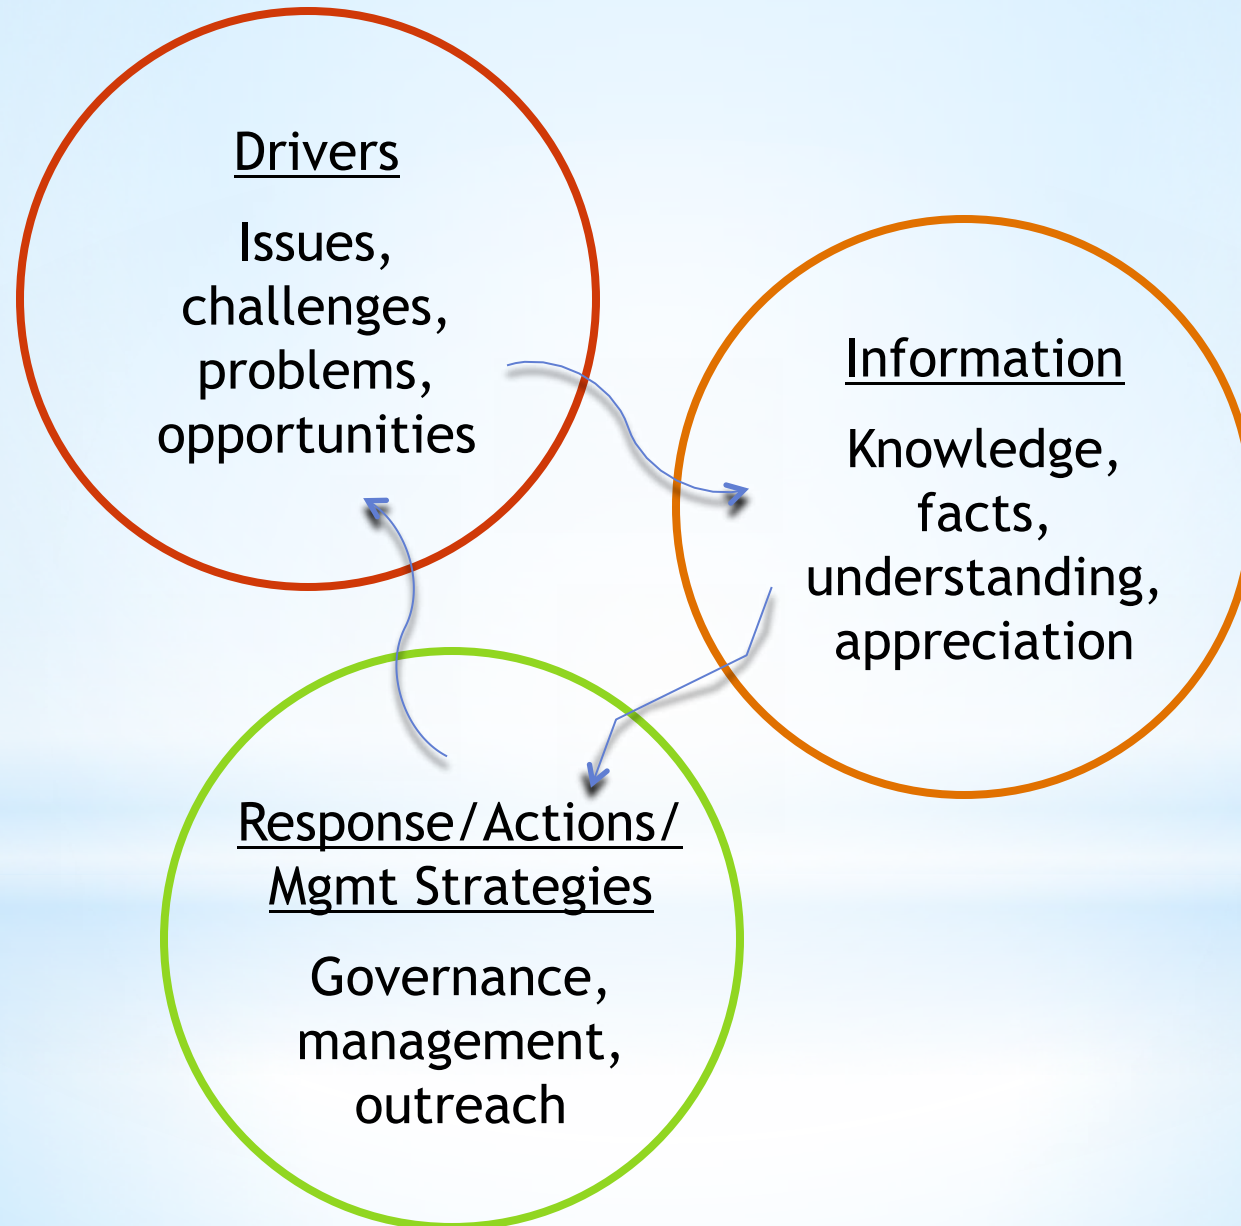 Drivers
Issues,
challenges,
problems,
opportunities
Information
Knowledge,
facts,
understanding,
appreciation
Response/Actions/
Mgmt Strategies
Governance,
management,
outreach